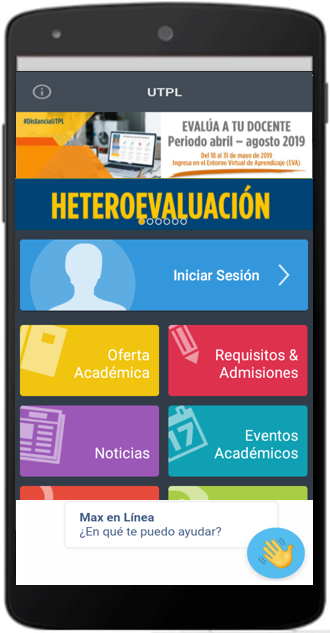 UTPL
#DistanciaUTPL
EVALÚA A TU DOCENTE
Periodo abril – agosto 2019
Del 18 al 31 de mayo de 2019
Ingresa en el Entorno Virtual de Aprendizaje (EVA)
HETEROEVALUACIÓN
Iniciar Sesión
Oferta
Académica
Requisitos &
Admisiones
Noticias
17
Eventos
Académicos
Max en Línea
¿En qué te puedo ayudar?